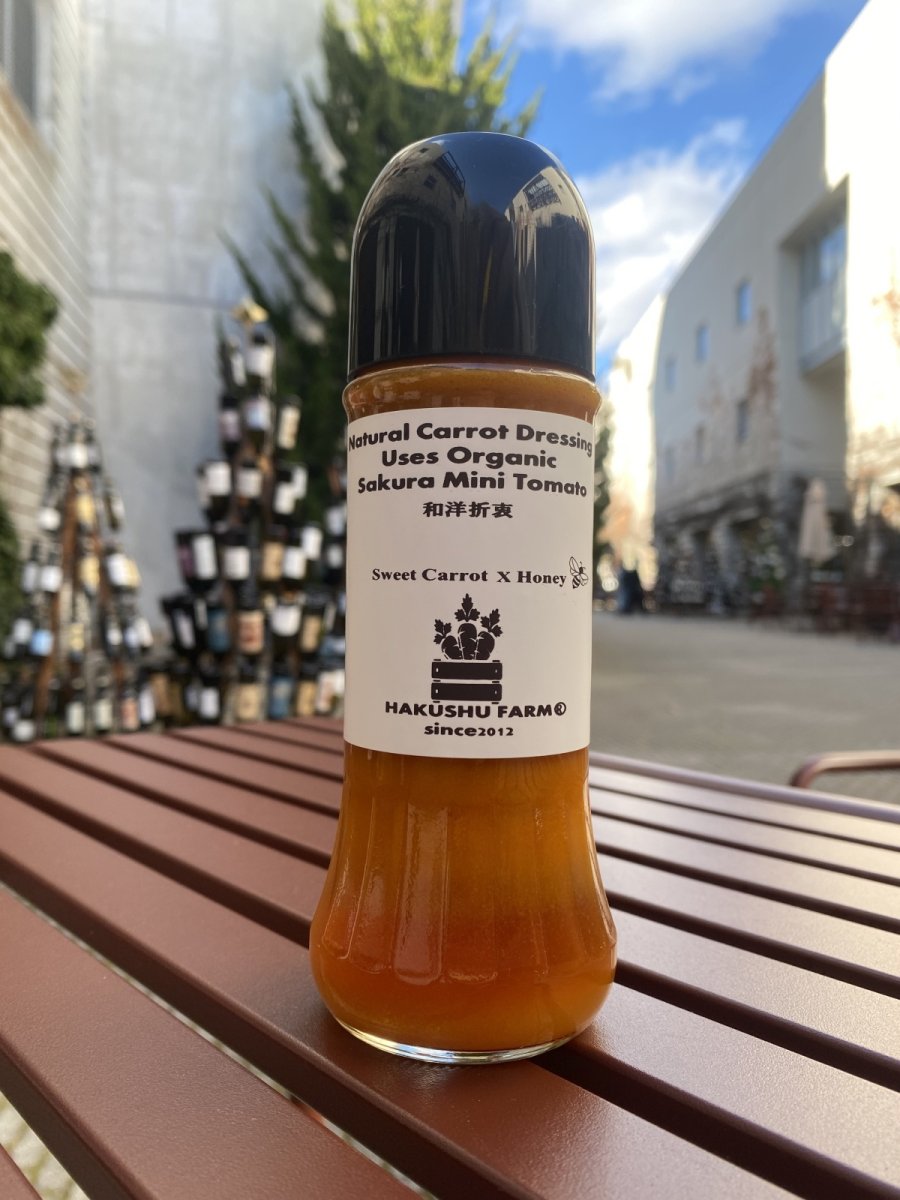 Natural Carrot Dressing
Uses Organic
Sakura Mini Tomato
和洋折衷
Sweet Carrot X Honey
HAKUSHU FARM®
since2012